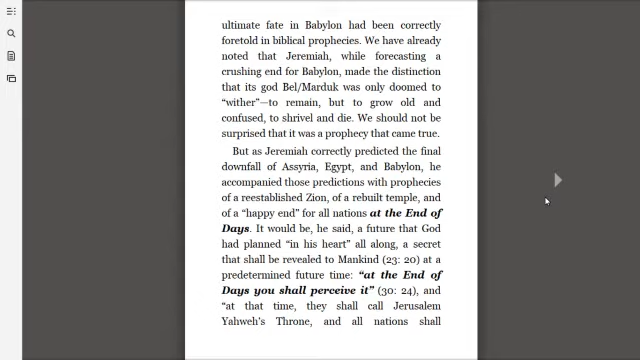 ultimate fate in Babylon had been correctly
foretold in biblical prophecies. We have already
noted that Jeremiah, while forecasting a
crushing end for Babylon, made the distinction
that its god Bel/Marduk was only doomed to
“wither”—to remain, but to grow old and
confused, to shrivel and die. We should not be
surprised that it was a prophecy that came true.
But as Jeremiah correctly predicted the final
downfall of Assyria, Egypt, and Babylon, he
accompanied those predictions with prophecies
of a reestablished Zion, of a rebuilt temple, and
of a “happy end” for all nations at the End of
Days. It would be, he said, a future that God
had planned “in his heart” all along, a secret
that shall be revealed to Mankind (23: 20) at a
predetermined future time: “at the End of
Days you shall perceive it” (30: 24), and
“at that time, they shall call Jerusalem
Yahweh’s Throne, and all nations shall